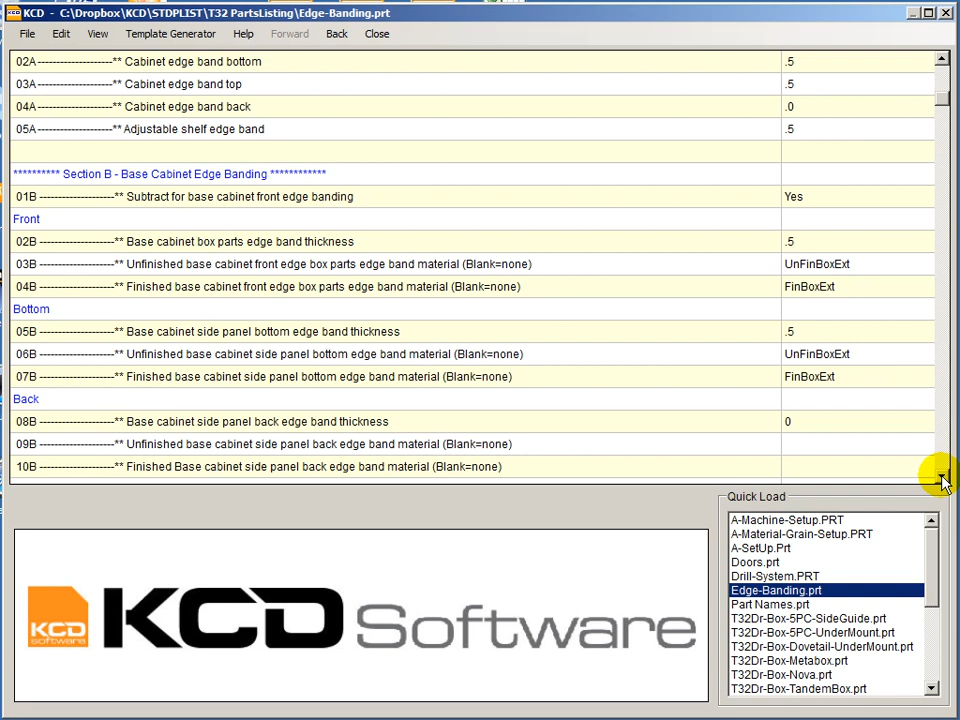 KCD - C:\Dropbox\KCD\STDPLIST\T32 PartsListing\Edge-Banding.prt
File Edit View Template Generator Help Forward Back Close
02A--------------------** Cabinet edge band bottom .5
03A--------------------** Cabinet edge band top .5
04A--------------------** Cabinet edge band back .0
05A--------------------** Adjustable shelf edge band .5
********** Section B - Base Cabinet Edge Banding ************
01B --------------------** Subtract for base cabinet front edge banding Yes
Front
02B --------------------** Base cabinet box parts edge band thickness .5
03B --------------------** Unfinished base cabinet front edge box parts edge band material (Blank=none) UnFinBoxExt
04B --------------------** Finished base cabinet front edge box parts edge band material (Blank=none) FinBoxExt
Bottom
05B --------------------** Base cabinet side panel bottom edge band thickness .5
06B --------------------** Unfinished base cabinet side panel bottom edge band material (Blank=none) UnFinBoxExt
07B --------------------** Finished base cabinet side panel bottom edge band material (Blank=none) FinBoxExt
Back
08B --------------------** Base cabinet side panel back edge band thickness 0
09B --------------------** Unfinished base cabinet side panel back edge band material (Blank=none)
10B --------------------** Finished Base cabinet side panel back edge band material (Blank=none)
Quick Load
A-Machine-Setup.PRT
A-Material-Grain-Setup.PRT
A-SetUp.Prt
Doors.prt
Drill-System.PRT
Edge-Banding.prt
Part Names.prt
T32Dr-Box-5PC-SideGuide.prt
T32Dr-Box-5PC-UnderMount.prt
T32Dr-Box-Dovetail-UnderMount.prt
T32Dr-Box-Metabox.prt
T32Dr-Box-Nova.prt
T32Dr-Box-TandemBox.prt
KCD software
KCD Software